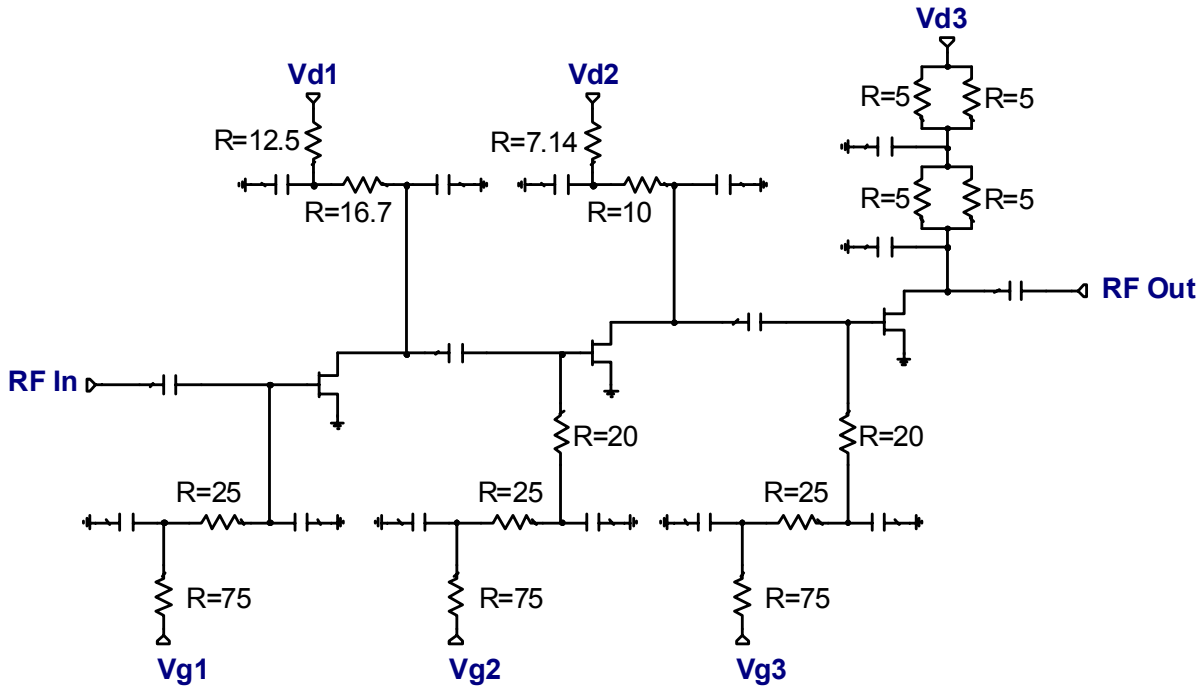 Vd3
Vd1
Vd2
R=5
R=5
R=12.5
R=7.14
R=16.7
R=10
R=5
R=5
RF Out
RF In
R=20
R=20
R=25
R=25
R=25
R=75
R=75
R=75
Vg1
Vg2
Vg3